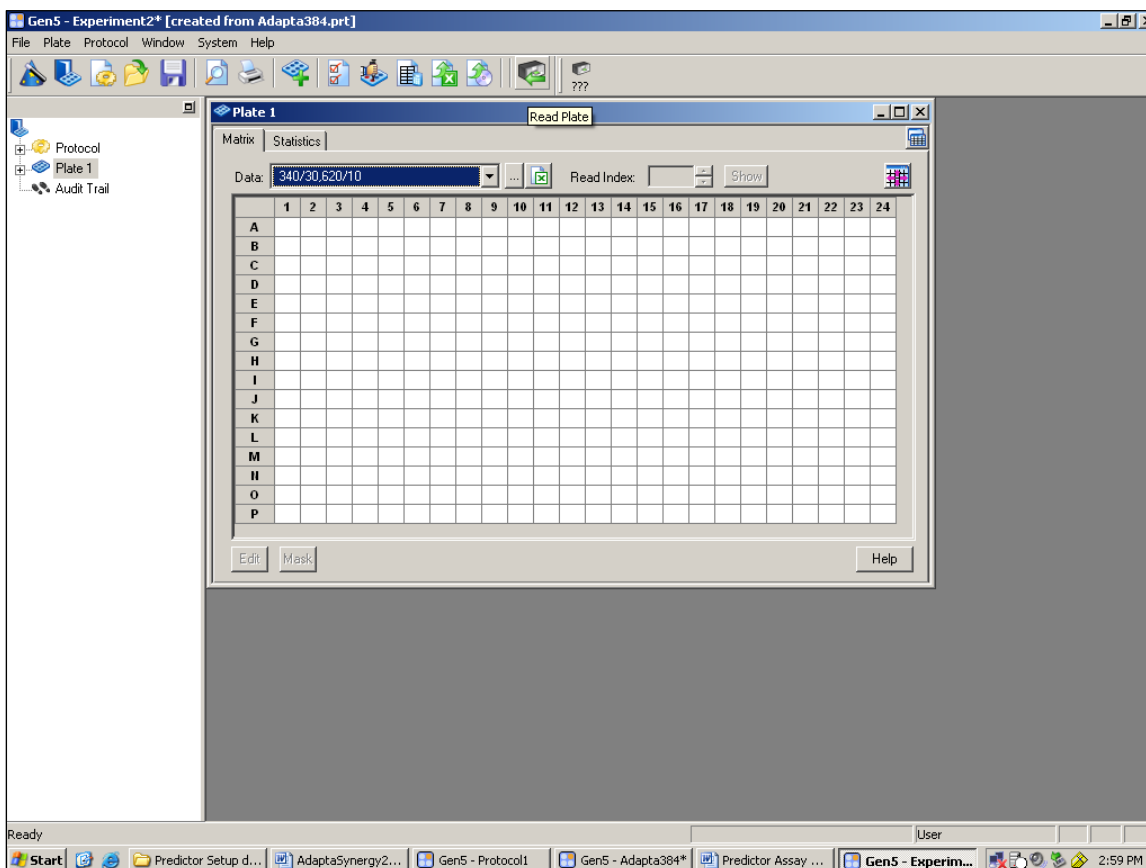 Gen5 - Experiment2* [created from Adapta384.prt]
File Plate Protocol Window System Help
???
Read Plate
Plate 1
Matrix Statistics
Protocol
Plate 1
Audit Trail
Data: 340/30,620/10 ... Read Index: Show
1 2 3 4 5 6 7 8 9 10 11 12 13 14 15 16 17 18 19 20 21 22 23 24
A
B
C
D
E
F
G
H
I
J
K
L
M
N
O
P
Edit Mask Help
Ready User
Start Predictor Setup d... AdaptaSynergy2... Gen5 - Protocol1 Gen5 - Adapta384* Predictor Assay ... Gen5 - Experim... 2:59 PM